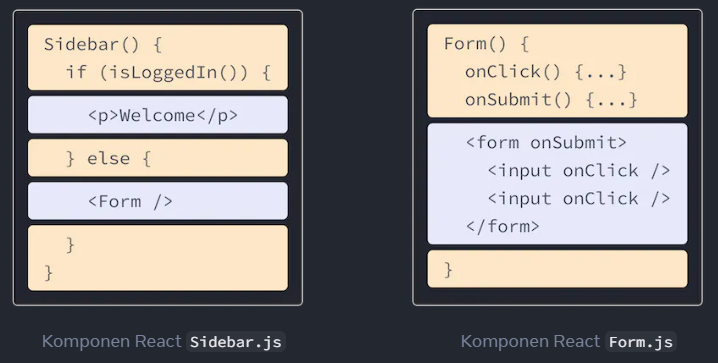 Sidebar() {
if (isLoggedIn()) {
<p>Welcome</p>
} else {
<Form />
}
}
Komponen React Sidebar.js
Form() {
onClick() {...}
onSubmit() {...}
<form onSubmit>
<input onClick />
<input onClick />
</form>
}
Komponen React Form.js